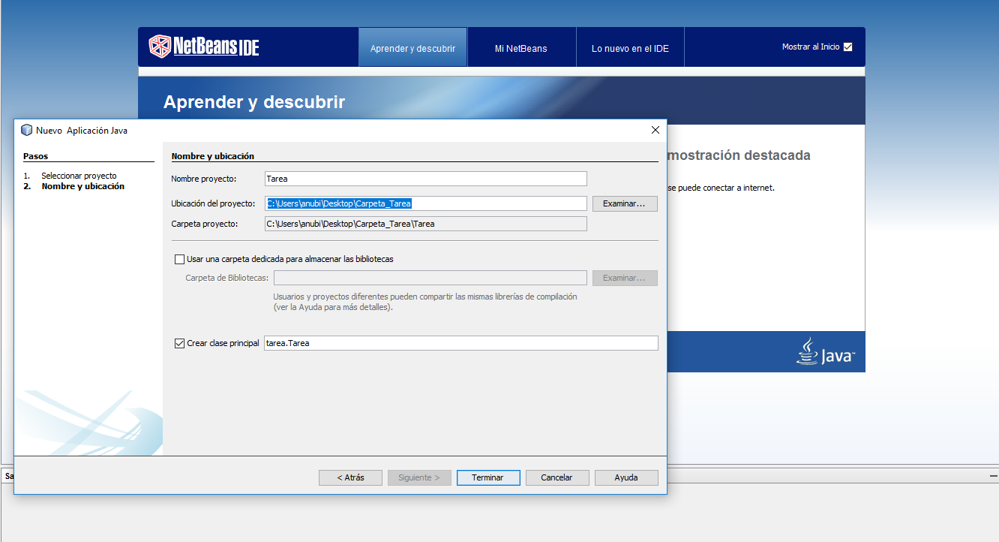 NetBeans IDE
Aprender y descubrir
Mi NetBeans
Lo nuevo en el IDE
Mostrar al Inicio
Aprender y descubrir
Nuevo Aplicación Java
Pasos
1. Seleccionar proyecto
2. Nombre y ubicación
Nombre y ubicación
Nombre proyecto: Tarea
Ubicación del proyecto: C:\Users\anubi\Desktop\Carpeta_Tarea Examinar...
Carpeta proyecto: C:\Users\anubi\Desktop\Carpeta_Tarea\Tarea
Usar una carpeta dedicada para almacenar las bibliotecas
Carpeta de Bibliotecas: Examinar...
Usuarios y proyectos diferentes pueden compartir las mismas librerías de compilación
(ver la Ayuda para más detalles).
Crear clase principal tarea.Tarea
< Atrás Siguiente > Terminar Cancelar Ayuda
mostración destacada
se puede conectar a internet.
Java™
Sa